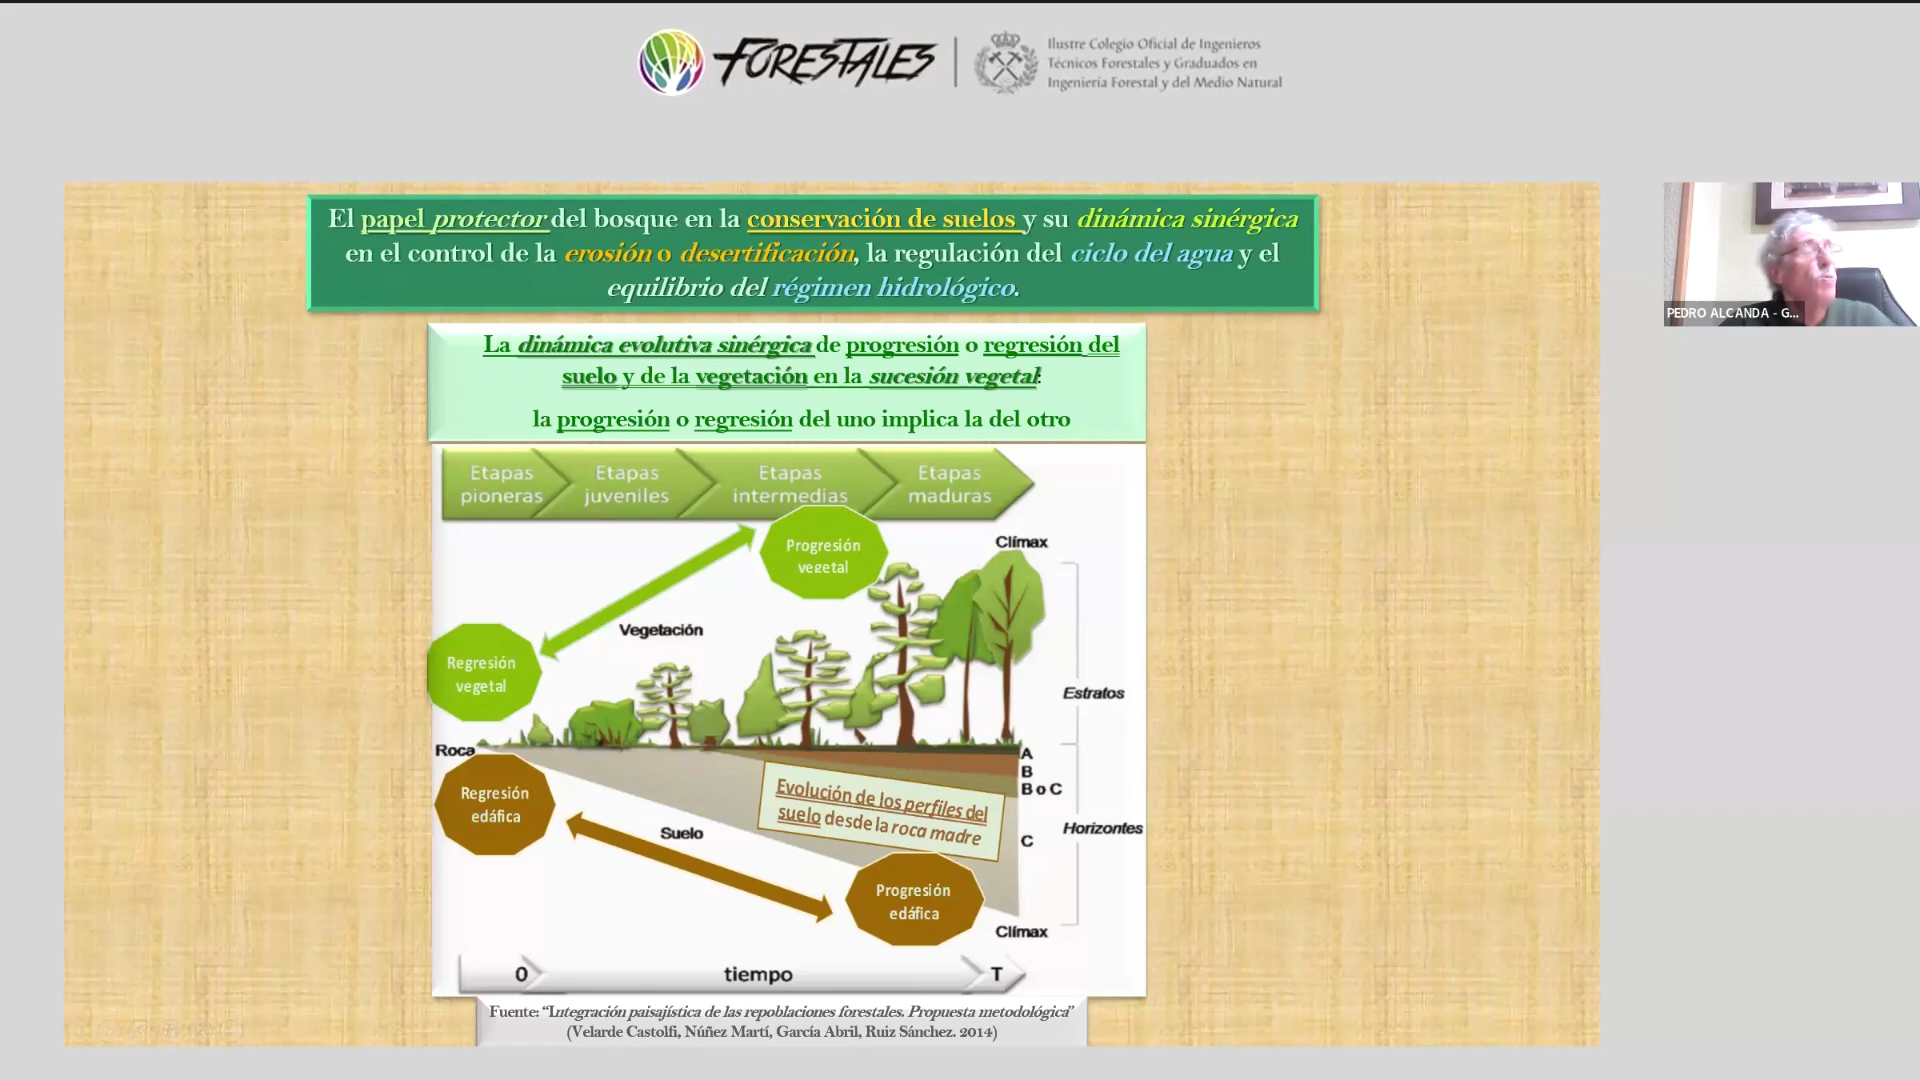 FORESTALES
Ilustre Colegio Oficial de Ingenieros
Técnicos Forestales y Graduados en
Ingeniería Forestal y del Medio Natural
El papel protector del bosque en la conservación de suelos y su dinámica sinérgica
en el control de la erosión o desertificación, la regulación del ciclo del agua y el
equilibrio del régimen hidrológico.
PEDRO ALCANDA - G...
La dinámica evolutiva sinérgica de progresión o regresión del
suelo y de la vegetación en la sucesión vegetal:
la progresión o regresión del uno implica la del otro
Etapas
pioneras
Etapas
juveniles
Etapas
intermedias
Etapas
maduras
Progresión
vegetal
Clímax
Vegetación
Regresión
vegetal
Estratos
Roca
A
B
B o C
C
Regresión
edáfica
Evolución de los perfiles del
suelo desde la roca madre
Suelo
Horizontes
Progresión
edáfica
Clímax
0
tiempo
T
Fuente: “Integración paisajística de las repoblaciones forestales. Propuesta metodológica”
(Velarde Castolfi, Núñez Martí, García Abril, Ruiz Sánchez. 2014)